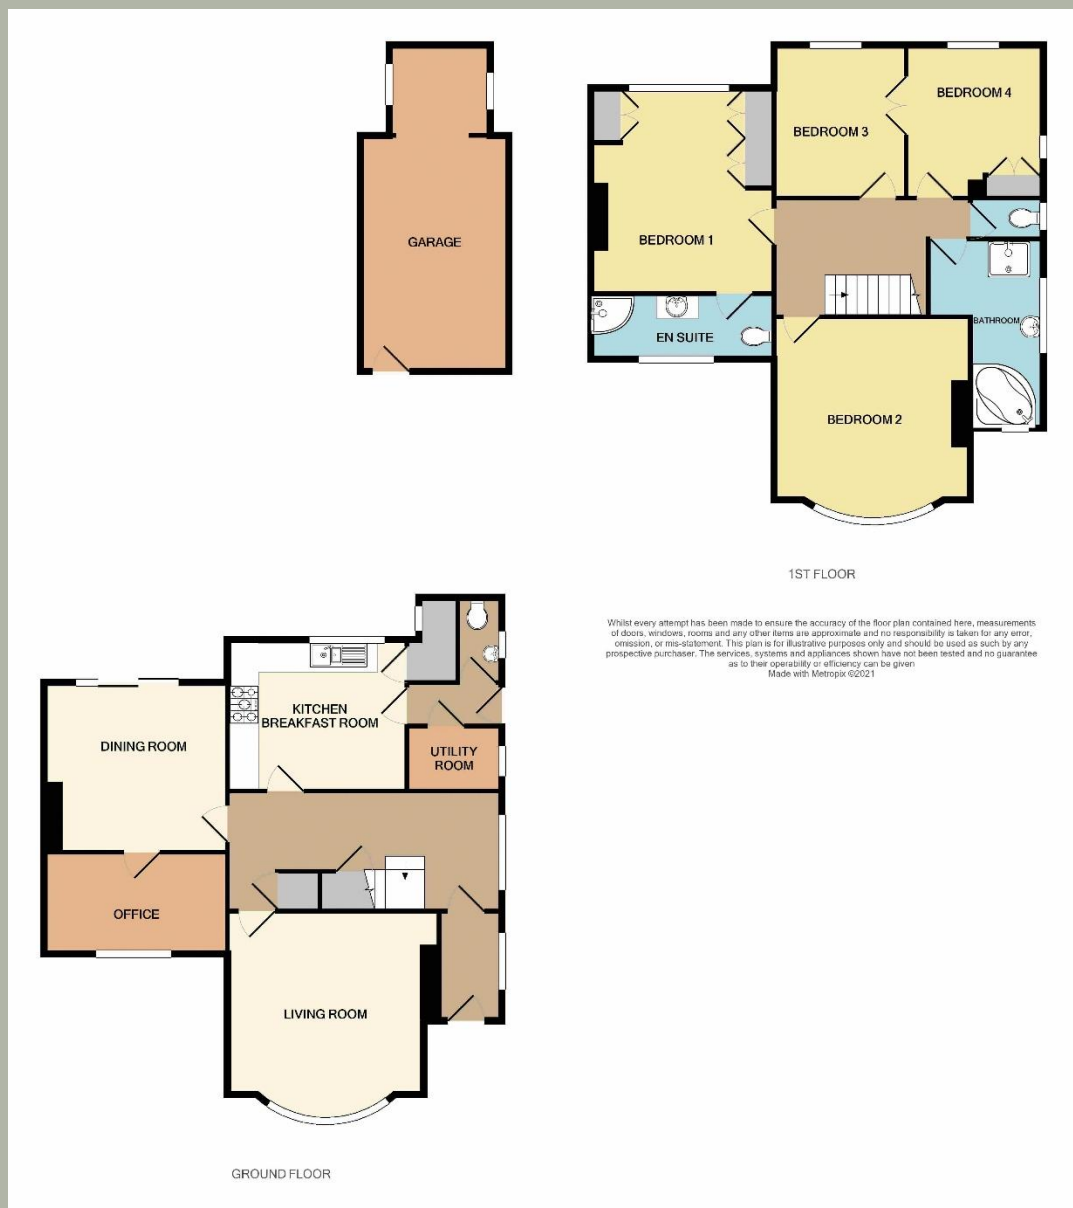 GARAGE
BEDROOM 3
BEDROOM 4
BEDROOM 1
EN SUITE
BATHROOM
BEDROOM 2
1ST FLOOR
Whilst every attempt has been made to ensure the accuracy of the floor plan contained here, measurements
of doors, windows, rooms and any other items are approximate and no responsibility is taken for any error,
omission, or mis-statement. This plan is for illustrative purposes only and should be used as such by any
prospective purchaser. The services, systems and appliances shown have not been tested and no guarantee
as to their operability or efficiency can be given
Made with Metropix ©2021
KITCHEN
BREAKFAST ROOM
DINING ROOM
UTILITY
ROOM
OFFICE
LIVING ROOM
GROUND FLOOR